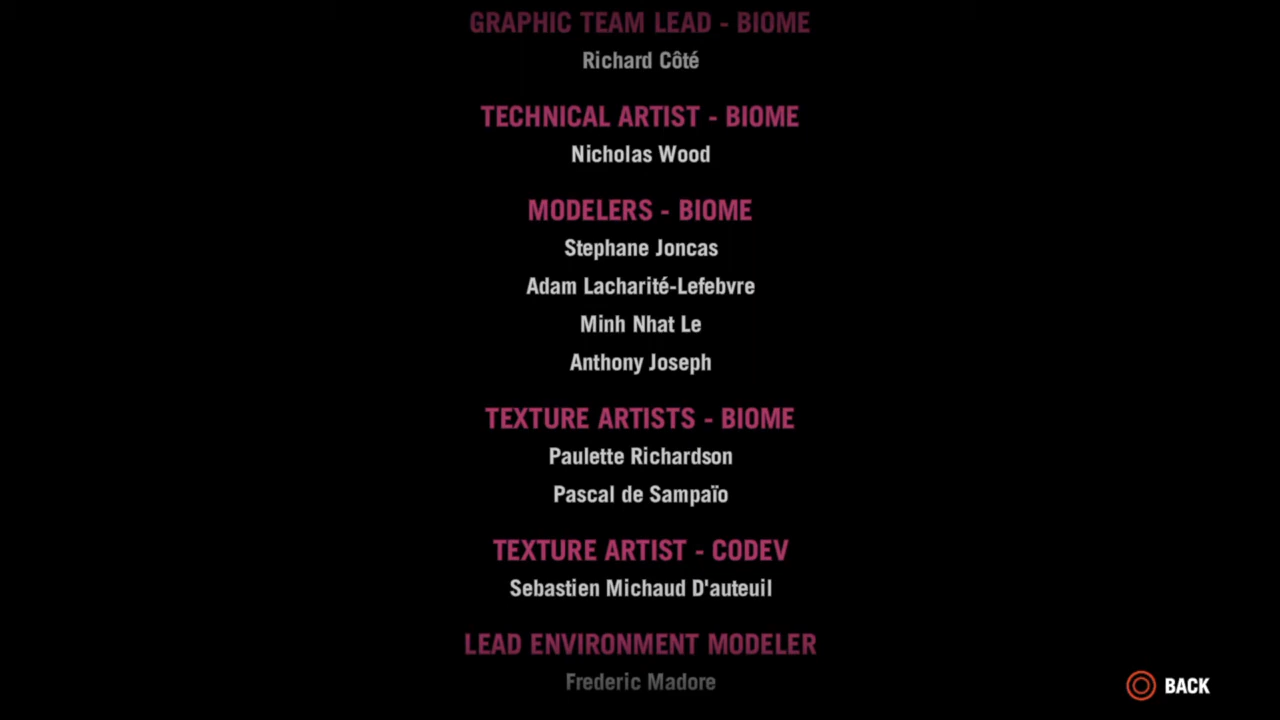 GRAPHIC TEAM LEAD - BIOME
Richard Côté
TECHNICAL ARTIST - BIOME
Nicholas Wood
MODELERS - BIOME
Stephane Joncas
Adam Lacharité-Lefebvre
Minh Nhat Le
Anthony Joseph
TEXTURE ARTISTS - BIOME
Paulette Richardson
Pascal de Sampaïo
TEXTURE ARTIST - CODEV
Sebastien Michaud D'auteuil
LEAD ENVIRONMENT MODELER
Frederic Madore
BACK